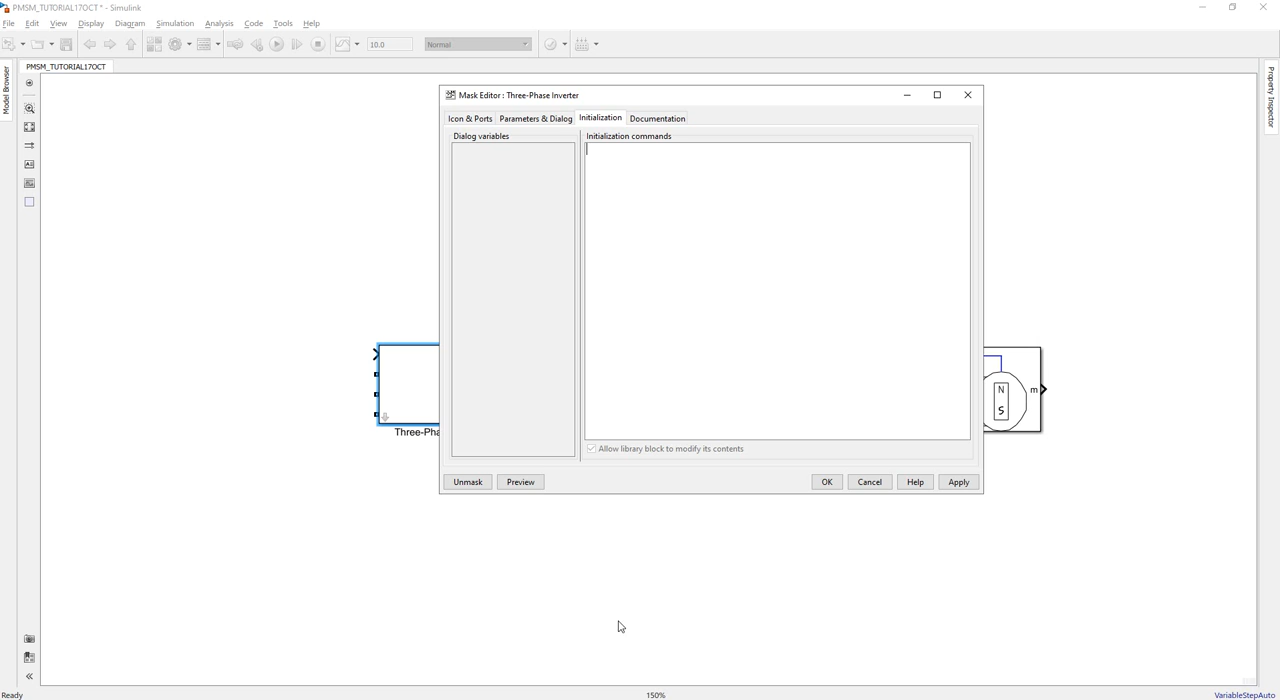 PMSM_TUTORIAL17OCT * - Simulink
File Edit View Display Diagram Simulation Analysis Code Tools Help
10.0 Normal
PMSM_TUTORIAL17OCT
Model Browser
Property Inspector
Mask Editor : Three-Phase Inverter
Icon & Ports Parameters & Dialog Initialization Documentation
Dialog variables Initialization commands
Allow library block to modify its contents
Unmask Preview OK Cancel Help Apply
Three-Pha
N
S
m
Ready 150% VariableStepAuto